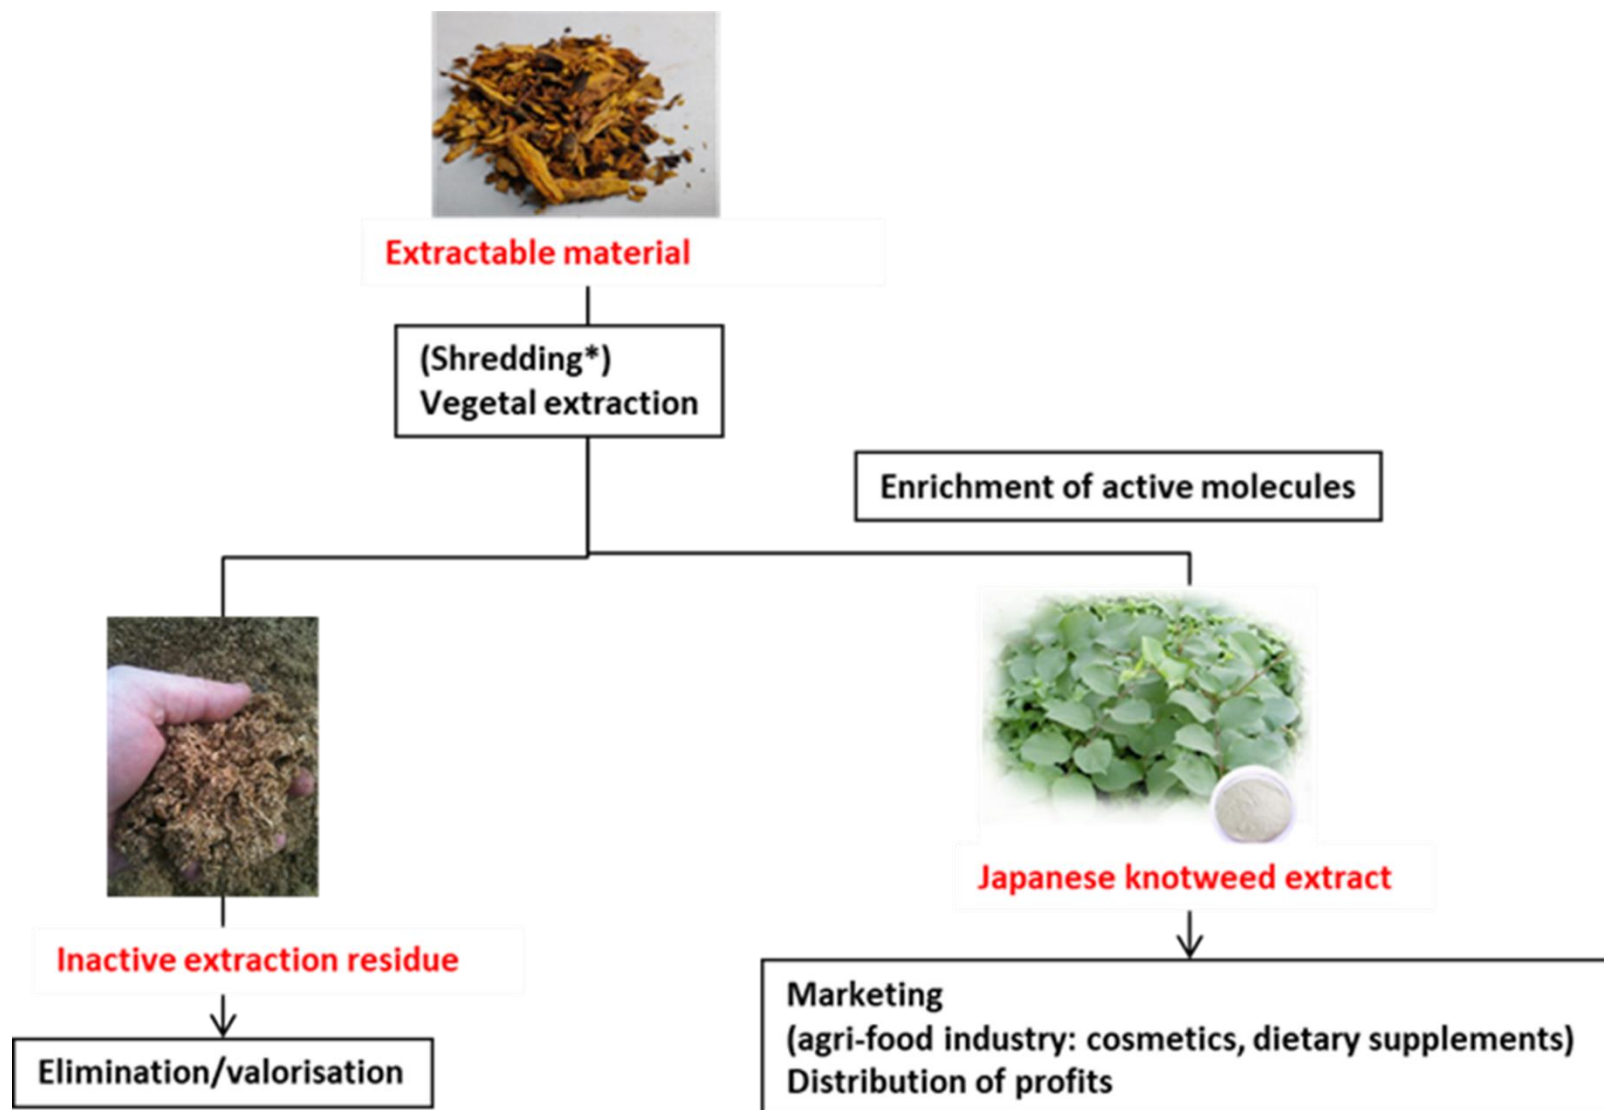 Extractable material
(Shredding*)
Vegetal extraction
Enrichment of active molecules
Japanese knotweed extract
Inactive extraction residue
Marketing
(agri-food industry: cosmetics, dietary supplements)
Distribution of profits
Elimination/valorisation